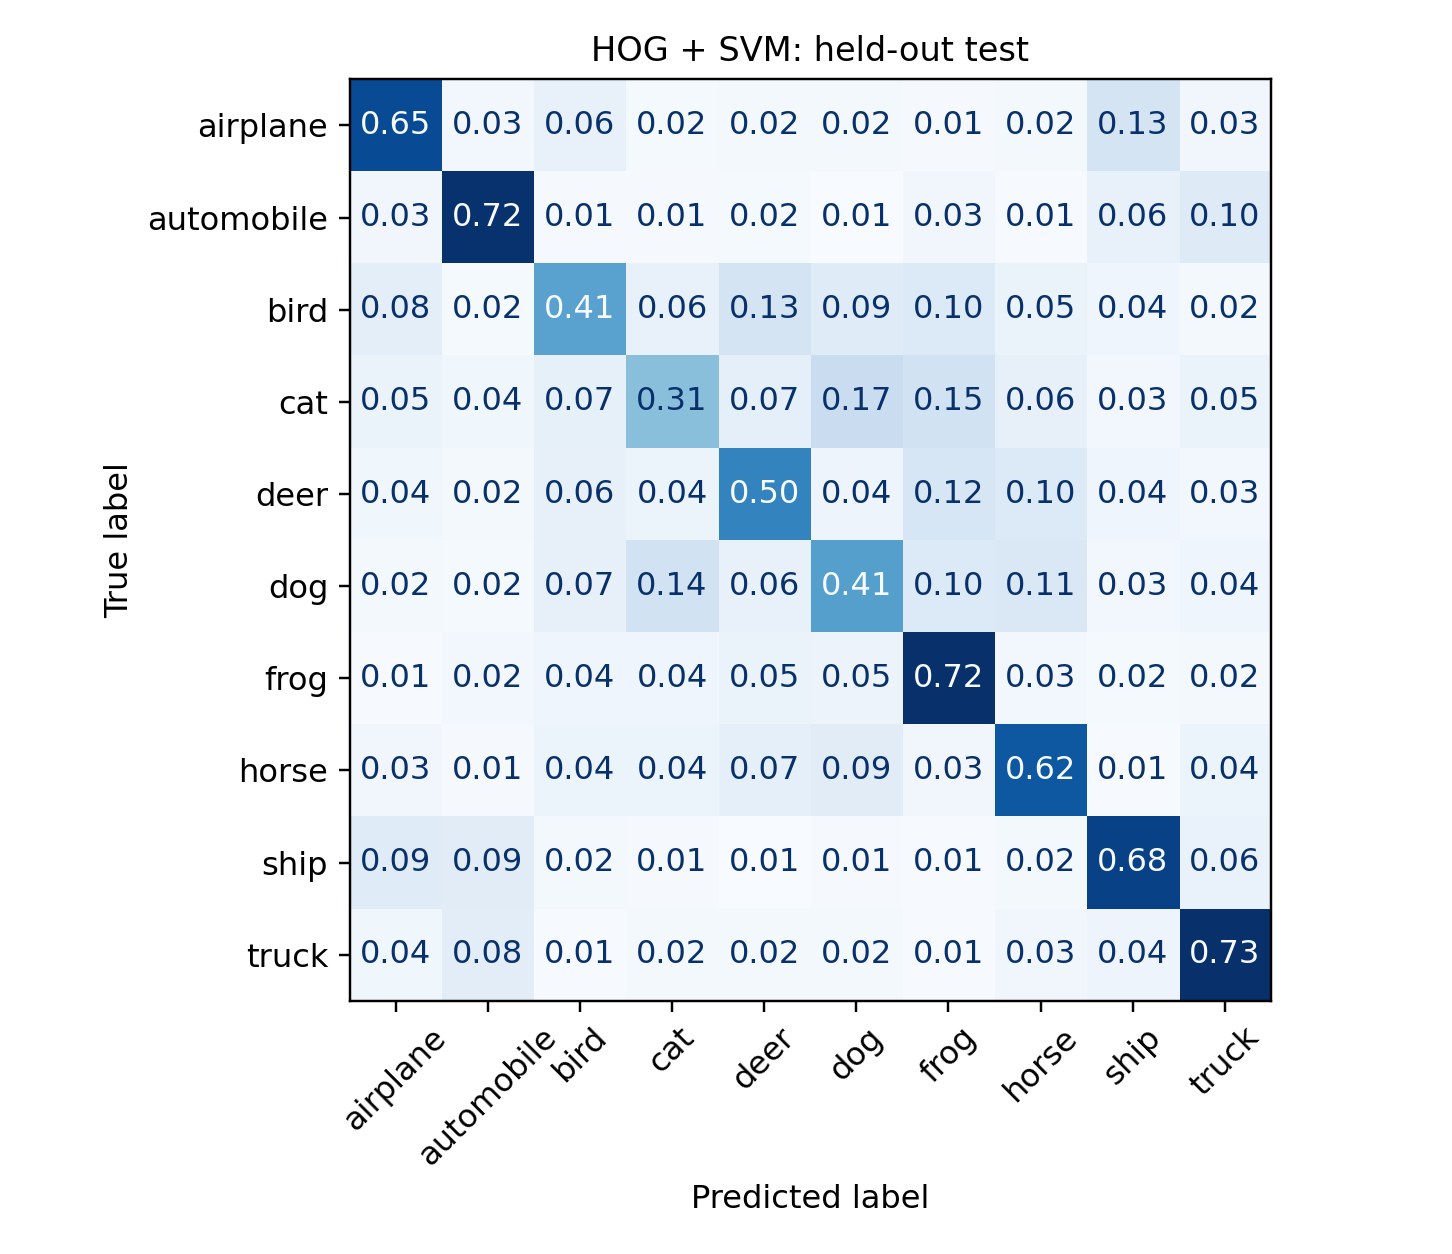 HOG + SVM: held-out test
airplane 0.65 0.03 0.06 0.02 0.02 0.02 0.01 0.02 0.13 0.03
automobile 0.03 0.72 0.01 0.01 0.02 0.01 0.03 0.01 0.06 0.10
bird 0.08 0.02 0.41 0.06 0.13 0.09 0.10 0.05 0.04 0.02
cat 0.05 0.04 0.07 0.31 0.07 0.17 0.15 0.06 0.03 0.05
deer 0.04 0.02 0.06 0.04 0.50 0.04 0.12 0.10 0.04 0.03
dog 0.02 0.02 0.07 0.14 0.06 0.41 0.10 0.11 0.03 0.04
frog 0.01 0.02 0.04 0.04 0.05 0.05 0.72 0.03 0.02 0.02
horse 0.03 0.01 0.04 0.04 0.07 0.09 0.03 0.62 0.01 0.04
ship 0.09 0.09 0.02 0.01 0.01 0.01 0.01 0.02 0.68 0.06
truck 0.04 0.08 0.01 0.02 0.02 0.02 0.01 0.03 0.04 0.73
True label
airplane automobile bird cat deer dog frog horse ship truck
Predicted label